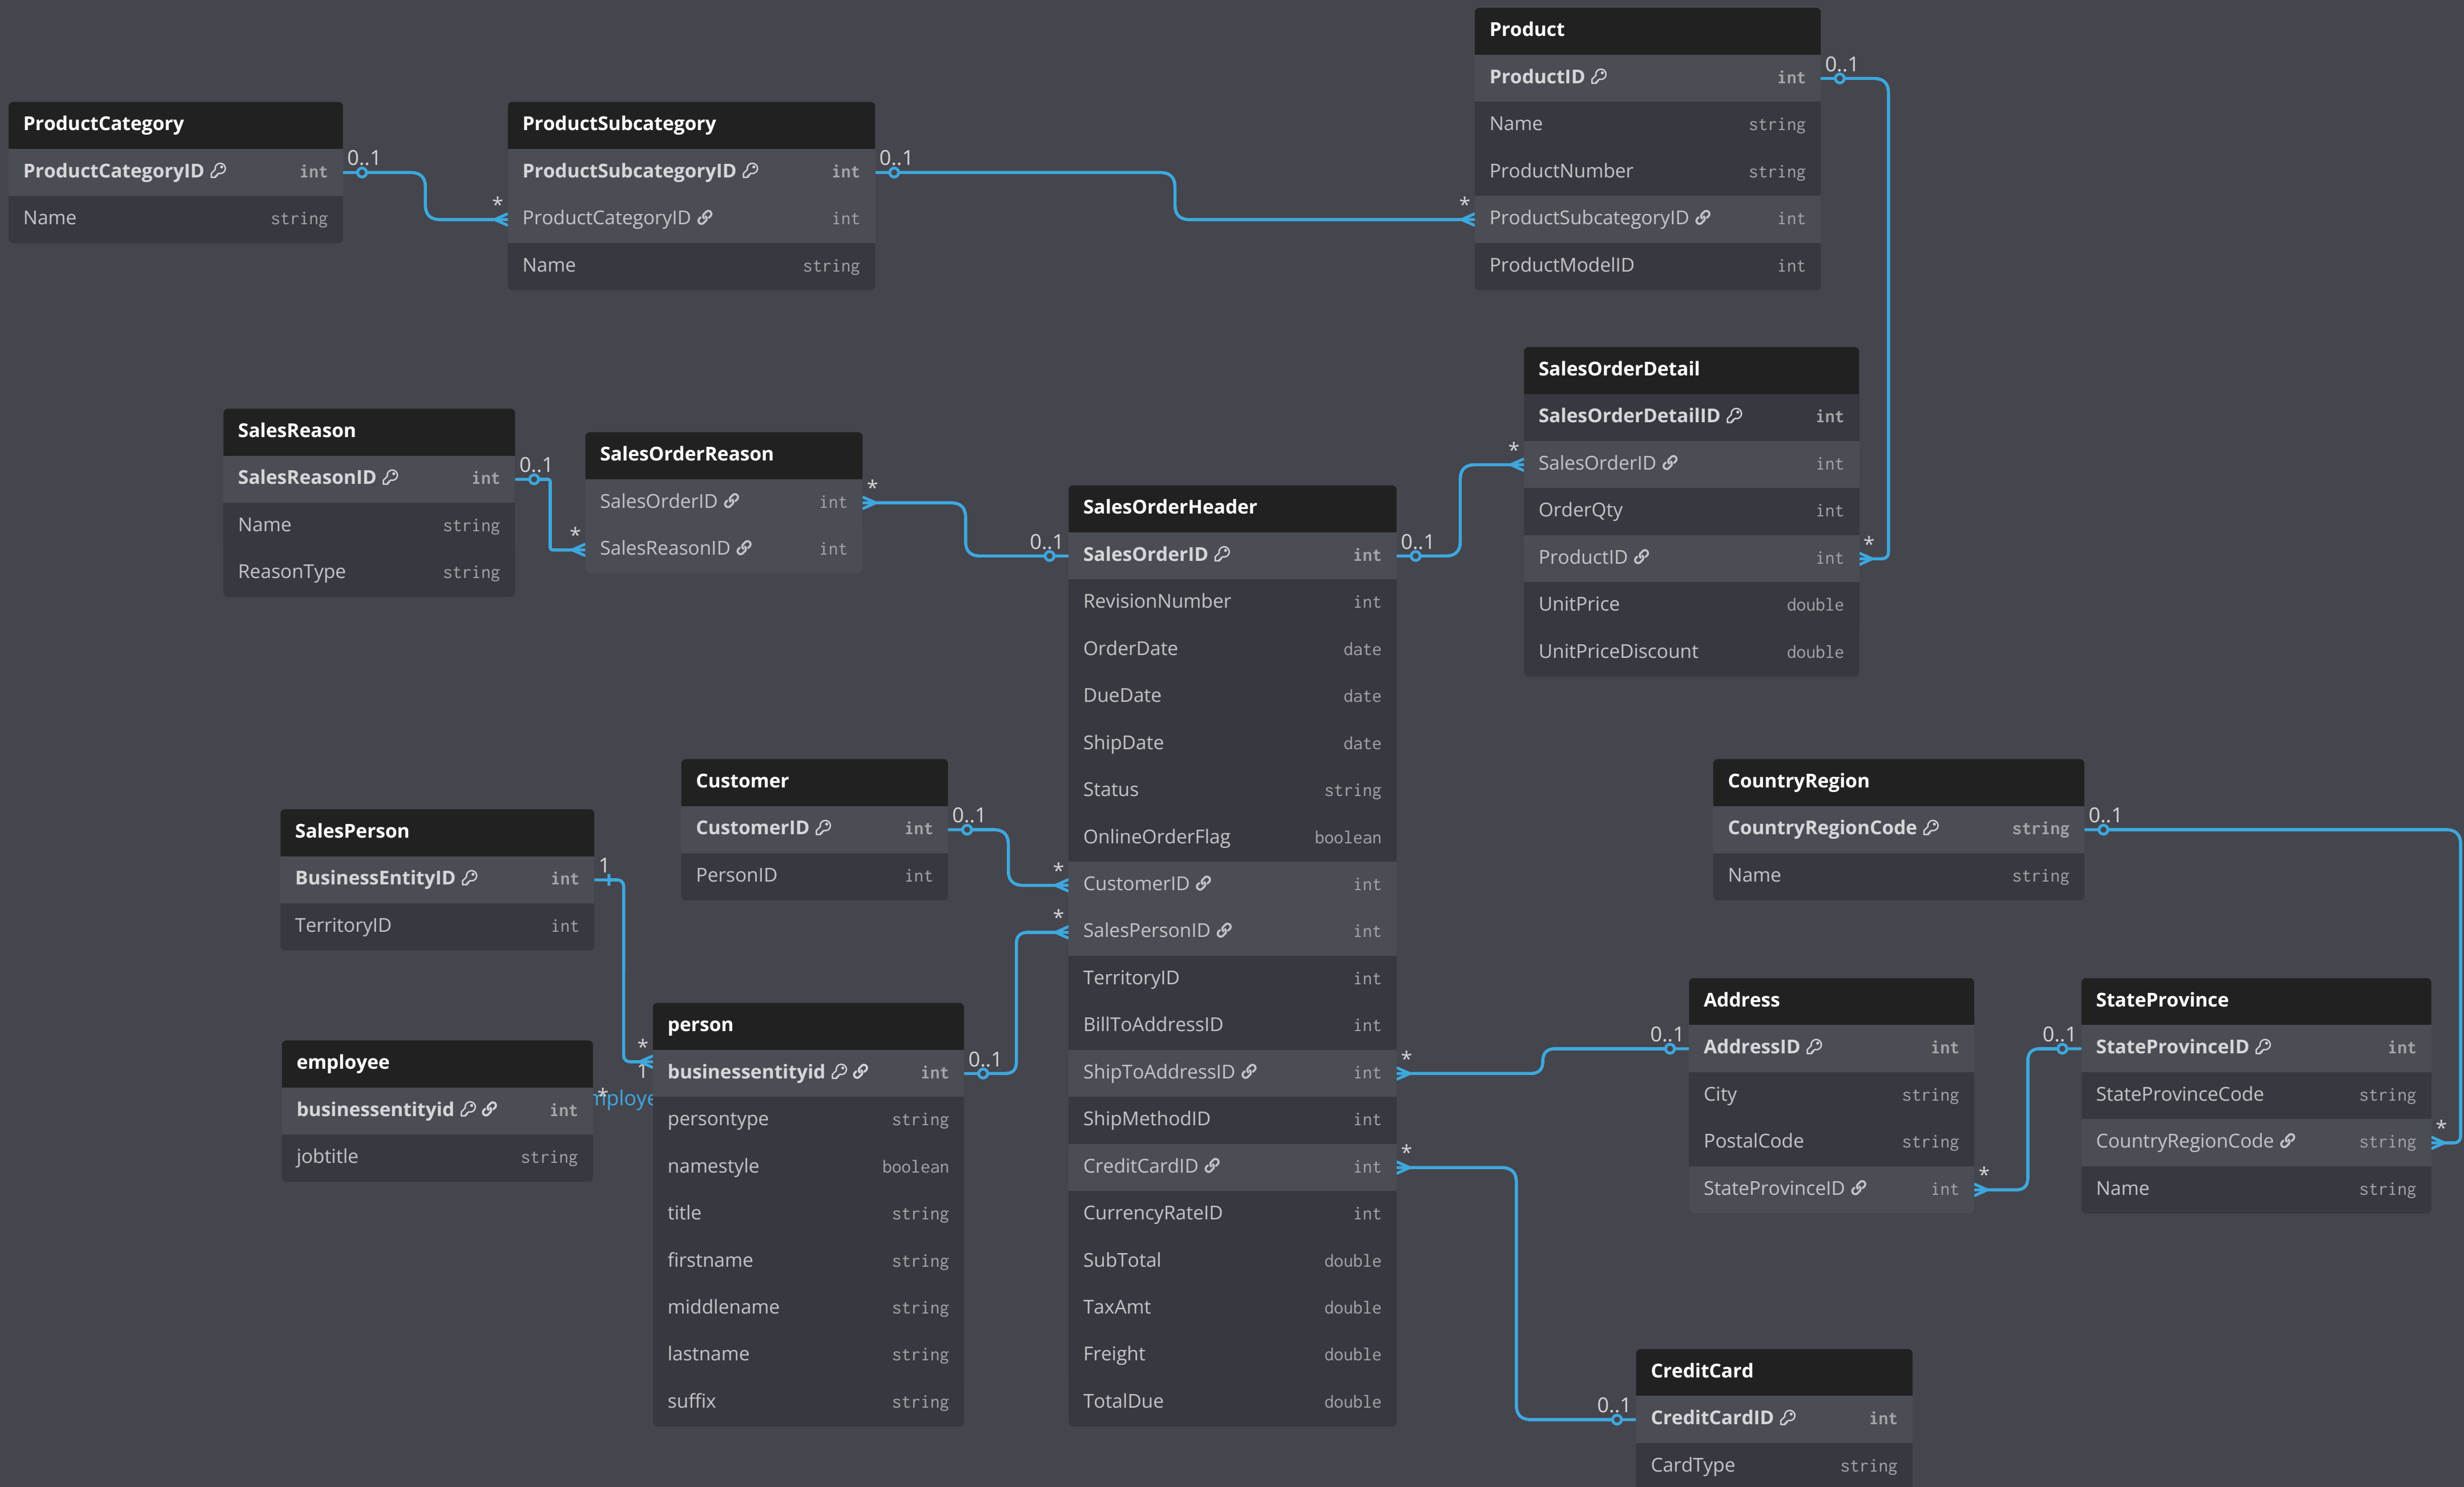 Product
ProductID int
Name string
ProductNumber string
ProductSubcategoryID int
ProductModelID int
0..1
ProductCategory
ProductCategoryID int
Name string
0..1
*
ProductSubcategory
ProductSubcategoryID int
ProductCategoryID int
Name string
0..1
*
SalesOrderDetail
SalesOrderDetailID int
SalesOrderID int
OrderQty int
ProductID int
UnitPrice double
UnitPriceDiscount double
*
*
SalesReason
SalesReasonID int
Name string
ReasonType string
0..1
*
SalesOrderReason
SalesOrderID int
SalesReasonID int
*
0..1
SalesOrderHeader
SalesOrderID int
RevisionNumber int
OrderDate date
DueDate date
ShipDate date
Status string
OnlineOrderFlag boolean
CustomerID int
SalesPersonID int
TerritoryID int
BillToAddressID int
ShipToAddressID int
ShipMethodID int
CreditCardID int
CurrencyRateID int
SubTotal double
TaxAmt double
Freight double
TotalDue double
0..1
*
*
*
*
Customer
CustomerID int
PersonID int
0..1
CountryRegion
CountryRegionCode string
Name string
0..1
SalesPerson
BusinessEntityID int
TerritoryID int
1
*
1
employee
businessentityid int
jobtitle string
*
person
businessentityid int
persontype string
namestyle boolean
title string
firstname string
middlename string
lastname string
suffix string
0..1
Address
AddressID int
City string
PostalCode string
StateProvinceID int
0..1
*
StateProvince
StateProvinceID int
StateProvinceCode string
CountryRegionCode string
Name string
0..1
*
CreditCard
CreditCardID int
CardType string
0..1